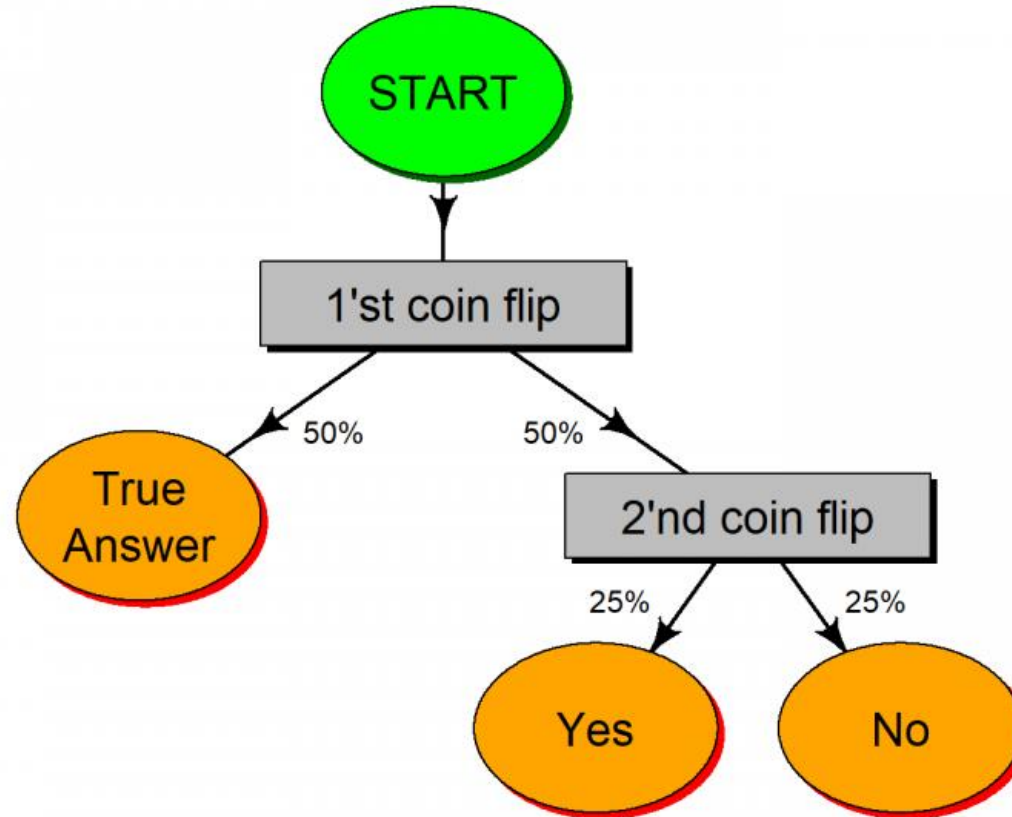 START
1'st coin flip
50%
50%
True
Answer
2'nd coin flip
25%
25%
Yes
No